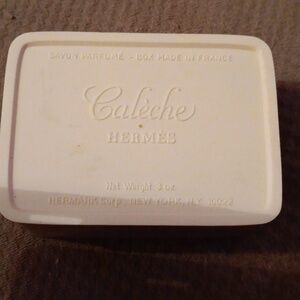 SAVON PARFUMÉ - BOX MADE IN FRANCE
Calèche
HERMÈS
Net Weight 3 oz
HERMARK Corp., NEW YORK, N.Y. 10022